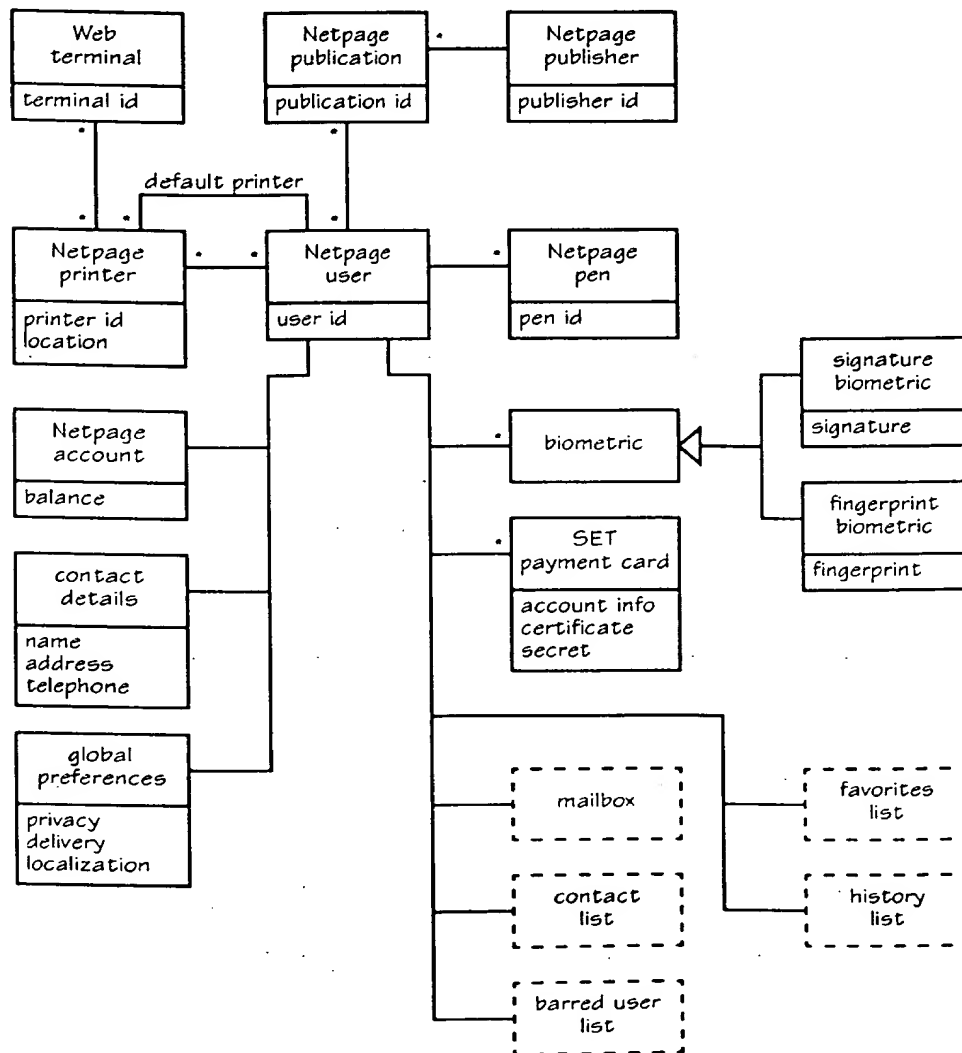 Web
terminal
terminal id
Netpage
publication
publication id
Netpage
publisher
publisher id
default printer
Netpage
printer
printer id
location
Netpage
user
user id
Netpage
pen
pen id
Netpage
account
balance
contact
details
name
address
telephone
global
preferences
privacy
delivery
localization
biometric
signature
biometric
signature
fingerprint
biometric
fingerprint
SET
payment card
account info
certificate
secret
mailbox
favorites
list
contact
list
history
list
barred user
list